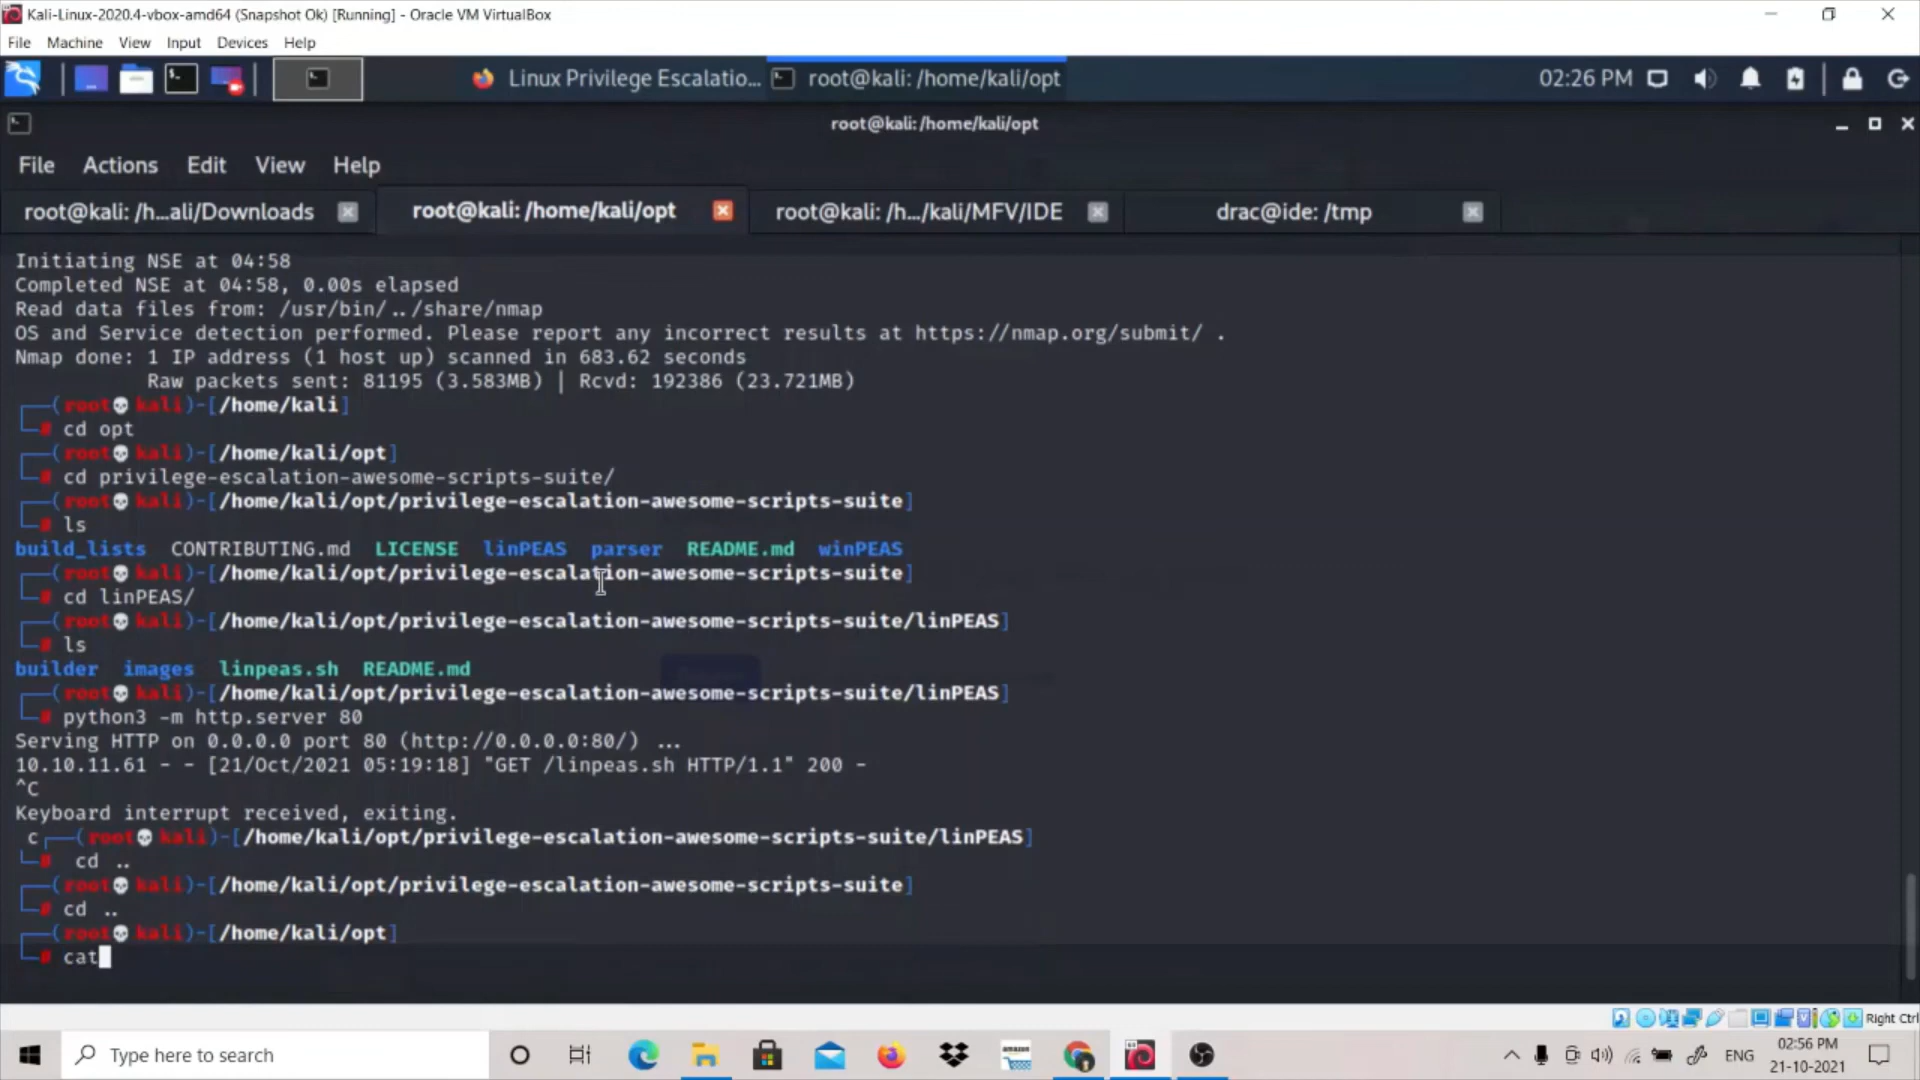 Kali-Linux-2020.4-vbox-amd64 (Snapshot Ok) [Running] - Oracle VM VirtualBox
File Machine View Input Devices Help
Linux Privilege Escalatio... root@kali: /home/kali/opt 02:26 PM
root@kali: /home/kali/opt
File Actions Edit View Help
root@kali: /h...ali/Downloads root@kali: /home/kali/opt root@kali: /h.../kali/MFV/IDE drac@ide: /tmp
Initiating NSE at 04:58
Completed NSE at 04:58, 0.00s elapsed
Read data files from: /usr/bin/../share/nmap
OS and Service detection performed. Please report any incorrect results at https://nmap.org/submit/ .
Nmap done: 1 IP address (1 host up) scanned in 683.62 seconds
Raw packets sent: 81195 (3.583MB) | Rcvd: 192386 (23.721MB)
(root💀kali)-[/home/kali]
# cd opt
(root💀kali)-[/home/kali/opt]
# cd privilege-escalation-awesome-scripts-suite/
(root💀kali)-[/home/kali/opt/privilege-escalation-awesome-scripts-suite]
# ls
build_lists CONTRIBUTING.md LICENSE linPEAS parser README.md winPEAS
(root💀kali)-[/home/kali/opt/privilege-escalation-awesome-scripts-suite]
# cd linPEAS/
(root💀kali)-[/home/kali/opt/privilege-escalation-awesome-scripts-suite/linPEAS]
# ls
builder images linpeas.sh README.md
(root💀kali)-[/home/kali/opt/privilege-escalation-awesome-scripts-suite/linPEAS]
# python3 -m http.server 80
Serving HTTP on 0.0.0.0 port 80 (http://0.0.0.0:80/) ...
10.10.11.61 - - [21/Oct/2021 05:19:18] "GET /linpeas.sh HTTP/1.1" 200 -
^C
Keyboard interrupt received, exiting.
c(root💀kali)-[/home/kali/opt/privilege-escalation-awesome-scripts-suite/linPEAS]
# cd ..
(root💀kali)-[/home/kali/opt/privilege-escalation-awesome-scripts-suite]
# cd ..
(root💀kali)-[/home/kali/opt]
# cat
Right Ctrl
Type here to search amazon ENG 02:56 PM
21-10-2021